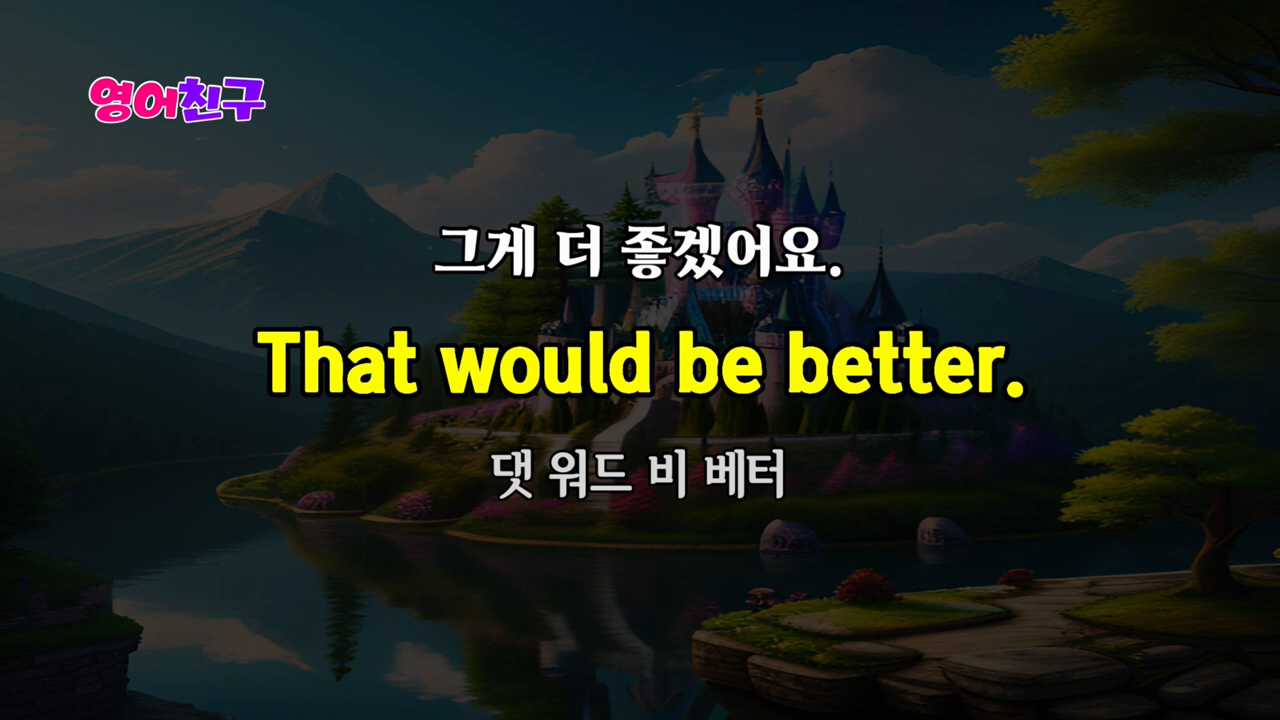 영어친구
그게 더 좋겠어요.
That would be better.
댓 워드 비 베터